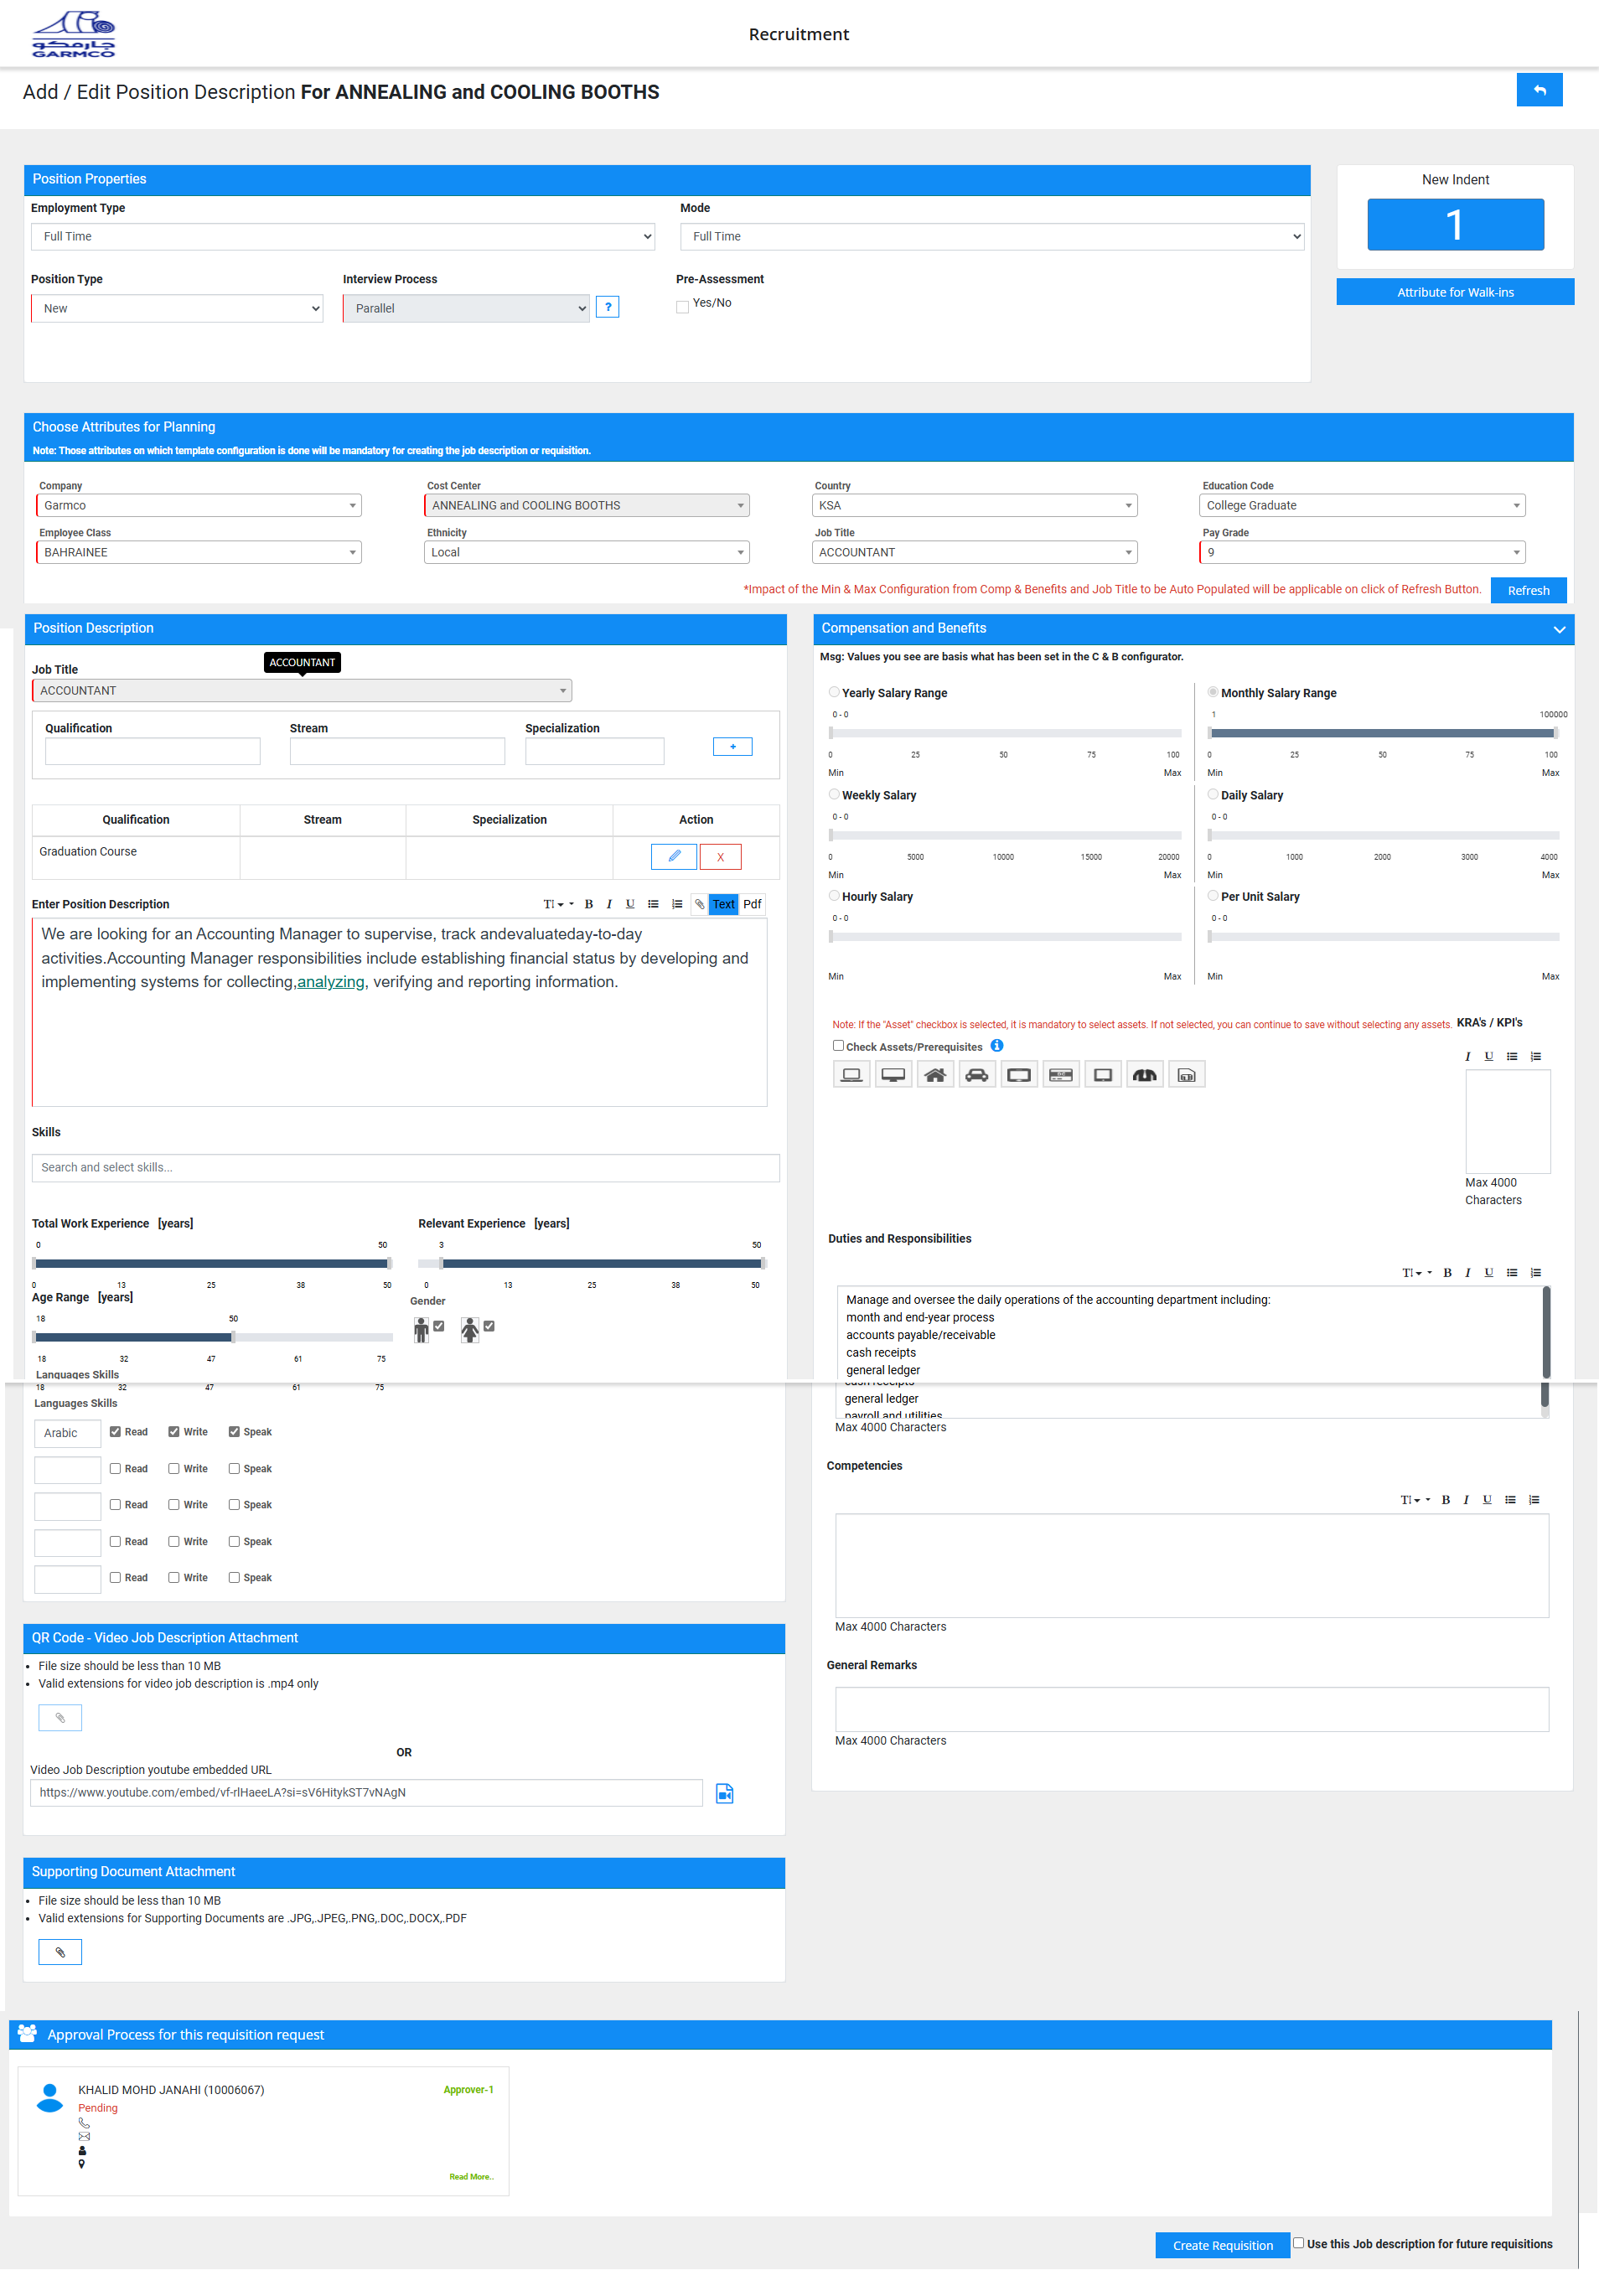 جارمكو
GARMCO
Recruitment
Add / Edit Position Description For ANNEALING and COOLING BOOTHS
Position Properties
Employment Type
Full Time
Mode
Full Time
Position Type
New
Interview Process
Parallel
?
Pre-Assessment
Yes/No
New Indent
1
Attribute for Walk-ins
Choose Attributes for Planning
Note: Those attributes on which template configuration is done will be mandatory for creating the job description or requisition.
Company
Garmco
Cost Center
ANNEALING and COOLING BOOTHS
Country
KSA
Education Code
College Graduate
Employee Class
BAHRAINEE
Ethnicity
Local
Job Title
ACCOUNTANT
Pay Grade
9
*Impact of the Min & Max Configuration from Comp & Benefits and Job Title to be Auto Populated will be applicable on click of Refresh Button.
Refresh
Position Description
Job Title
ACCOUNTANT
ACCOUNTANT
Qualification Stream Specialization
+
Qualification Stream Specialization Action
Graduation Course
X
Enter Position Description
TI B I U Text Pdf
We are looking for an Accounting Manager to supervise, track andevaluateday-to-day
activities.Accounting Manager responsibilities include establishing financial status by developing and
implementing systems for collecting,analyzing, verifying and reporting information.
Skills
Search and select skills...
Total Work Experience [years]
0 50
0 13 25 38 50
Relevant Experience [years]
3 50
0 13 25 38 50
Age Range [years]
18 50
18 32 47 61 75
Gender
Languages Skills
18 32 47 61 75
Languages Skills
Arabic Read Write Speak
Read Write Speak
Read Write Speak
Read Write Speak
Read Write Speak
Compensation and Benefits
Msg: Values you see are basis what has been set in the C & B configurator.
Yearly Salary Range
0 - 0
0 25 50 75 100
Min Max
Monthly Salary Range
1 100000
0 25 50 75 100
Min Max
Weekly Salary
0 - 0
0 5000 10000 15000 20000
Min Max
Daily Salary
0 - 0
0 1000 2000 3000 4000
Min Max
Hourly Salary
0 - 0
Min Max
Per Unit Salary
0 - 0
Min Max
Note: If the "Asset" checkbox is selected, it is mandatory to select assets. If not selected, you can continue to save without selecting any assets.
Check Assets/Prerequisites
KRA's / KPI's
I U
Max 4000
Characters
Duties and Responsibilities
TI B I U
Manage and oversee the daily operations of the accounting department including:
month and end-year process
accounts payable/receivable
cash receipts
general ledger
cash receipts
general ledger
payroll and utilities
Max 4000 Characters
Competencies
TI B I U
Max 4000 Characters
General Remarks
Max 4000 Characters
QR Code - Video Job Description Attachment
File size should be less than 10 MB
Valid extensions for video job description is .mp4 only
OR
Video Job Description youtube embedded URL
https://www.youtube.com/embed/vf-rlHaeeLA?si=sV6HitykST7vNAgN
Supporting Document Attachment
File size should be less than 10 MB
Valid extensions for Supporting Documents are .JPG,.JPEG,.PNG,.DOC,.DOCX,.PDF
Approval Process for this requisition request
KHALID MOHD JANAHI (10006067)
Approver-1
Pending
Read More..
Create Requisition
Use this Job description for future requisitions